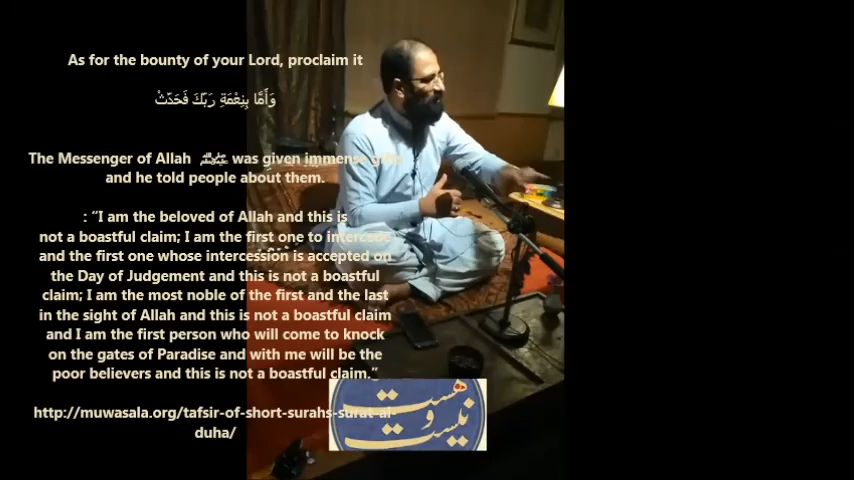 As for the bounty of your Lord, proclaim it
وَأَمَّا بِنِعْمَةِ رَبِّكَ فَحَدِّثْ
The Messenger of Allah ﷺ was given immense gifts
and he told people about them.
: “I am the beloved of Allah and this is
not a boastful claim; I am the first one to intercede
and the first one whose intercession is accepted on
the Day of Judgement and this is not a boastful
claim; I am the most noble of the first and the last
in the sight of Allah and this is not a boastful claim
and I am the first person who will come to knock
on the gates of Paradise and with me will be the
poor believers and this is not a boastful claim.”
http://muwasala.org/tafsir-of-short-surahs-surat-al-
duha/
هست
و
نیست